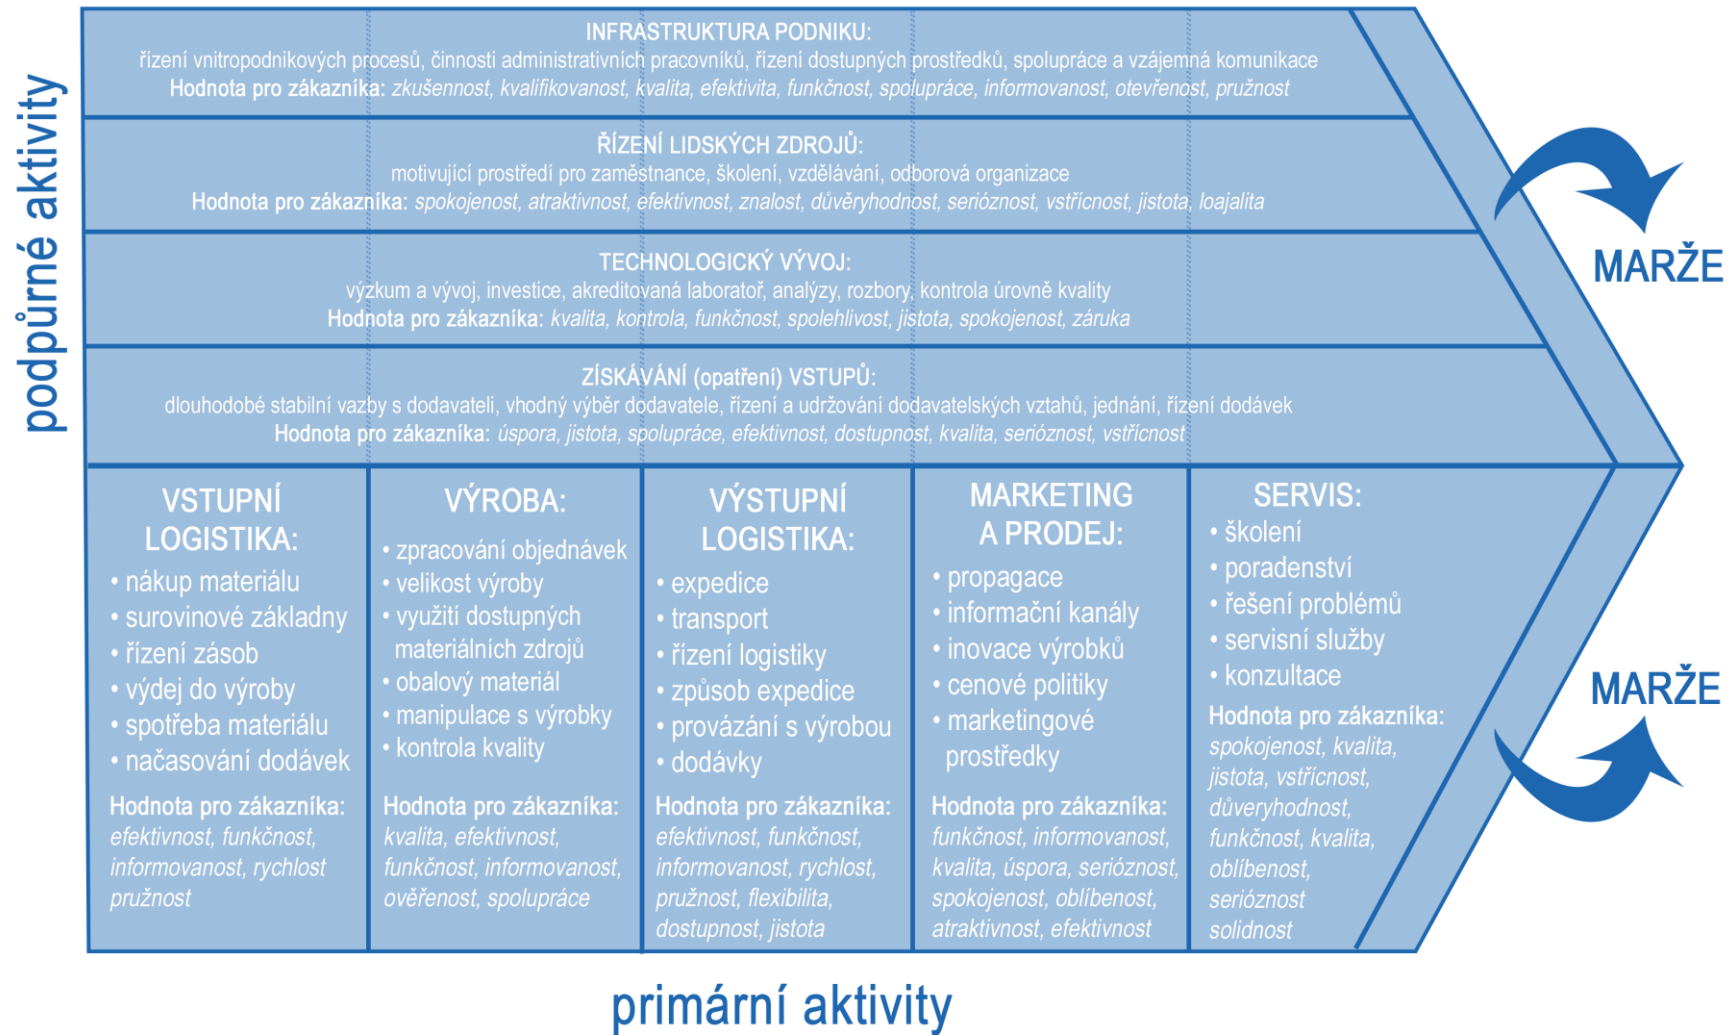 podpůrné aktivity
INFRASTRUKTURA PODNIKU:
řízení vnitropodnikových procesů, činnosti administrativních pracovníků, řízení dostupných prostředků, spolupráce a vzájemná komunikace
Hodnota pro zákazníka: zkušennost, kvalifikovanost, kvalita, efektivita, funkčnost, spolupráce, informovanost, otevřenost, pružnost
ŘÍZENÍ LIDSKÝCH ZDROJŮ:
motivující prostředí pro zaměstnance, školení, vzdělávání, odborová organizace
Hodnota pro zákazníka: spokojenost, atraktivnost, efektivnost, znalost, důvěryhodnost, serióznost, vstřícnost, jistota, loajalita
TECHNOLOGICKÝ VÝVOJ:
výzkum a vývoj, investice, akreditovaná laboratoř, analýzy, rozbory, kontrola úrovně kvality
Hodnota pro zákazníka: kvalita, kontrola, funkčnost, spolehlivost, jistota, spokojenost, záruka
ZÍSKÁVÁNÍ (opatření) VSTUPŮ:
dlouhodobé stabilní vazby s dodavateli, vhodný výběr dodavatele, řízení a udržování dodavatelských vztahů, jednání, řízení dodávek
Hodnota pro zákazníka: úspora, jistota, spolupráce, efektivnost, dostupnost, kvalita, serióznost, vstřícnost
MARŽE
VSTUPNÍ
LOGISTIKA:
• nákup materiálu
• surovinové základny
• řízení zásob
• výdej do výroby
• spotřeba materiálu
• načasování dodávek
Hodnota pro zákazníka:
efektivnost, funkčnost,
informovanost, rychlost
pružnost
VÝROBA:
• zpracování objednávek
• velikost výroby
• využití dostupných
materiálních zdrojů
• obalový materiál
• manipulace s výrobky
• kontrola kvality
Hodnota pro zákazníka:
kvalita, efektivnost,
funkčnost, informovanost,
ověřenost, spolupráce
VÝSTUPNÍ
LOGISTIKA:
• expedice
• transport
• řízení logistiky
• způsob expedice
• provázání s výrobou
• dodávky
Hodnota pro zákazníka:
efektivnost, funkčnost,
informovanost, rychlost,
pružnost, flexibilita,
dostupnost, jistota
MARKETING
A PRODEJ:
• propagace
• informační kanály
• inovace výrobků
• cenové politiky
• marketingové
prostředky
Hodnota pro zákazníka:
funkčnost, informovanost,
kvalita, úspora, serióznost,
spokojenost, oblíbenost,
atraktivnost, efektivnost
SERVIS:
• školení
• poradenství
• řešení problémů
• servisní služby
• konzultace
Hodnota pro zákazníka:
spokojenost, kvalita,
jistota, vstřícnost,
důveryhodnost,
funkčnost, kvalita,
oblíbenost,
serióznost
solidnost
MARŽE
primární aktivity